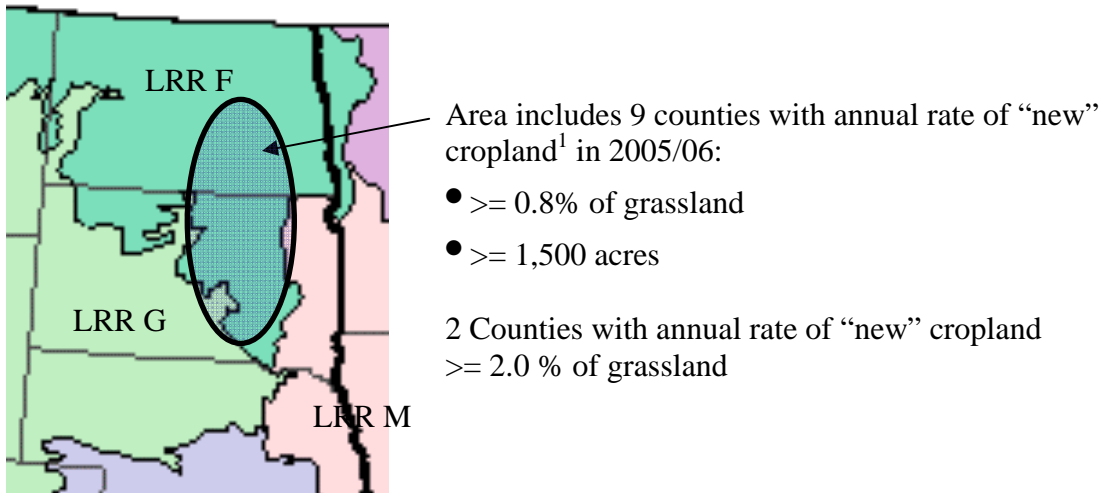 LRR F
Area includes 9 counties with annual rate of “new”
cropland¹ in 2005/06:
● >= 0.8% of grassland
● >= 1,500 acres
LRR G
2 Counties with annual rate of “new” cropland
>= 2.0 % of grassland
LRR M